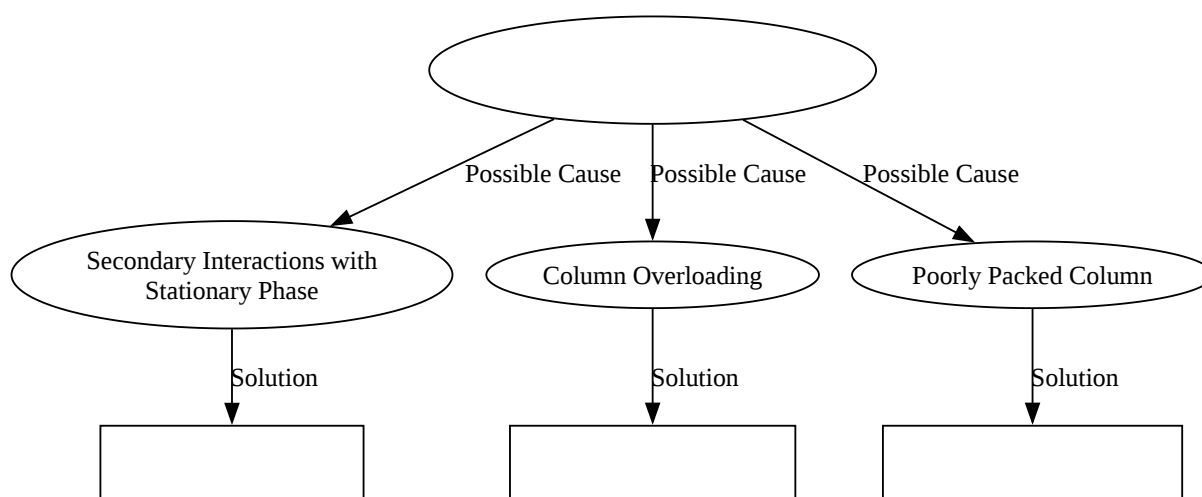 Possible Cause
Possible Cause
Possible Cause
Secondary Interactions with
Stationary Phase
Column Overloading
Poorly Packed Column
Solution
Solution
Solution